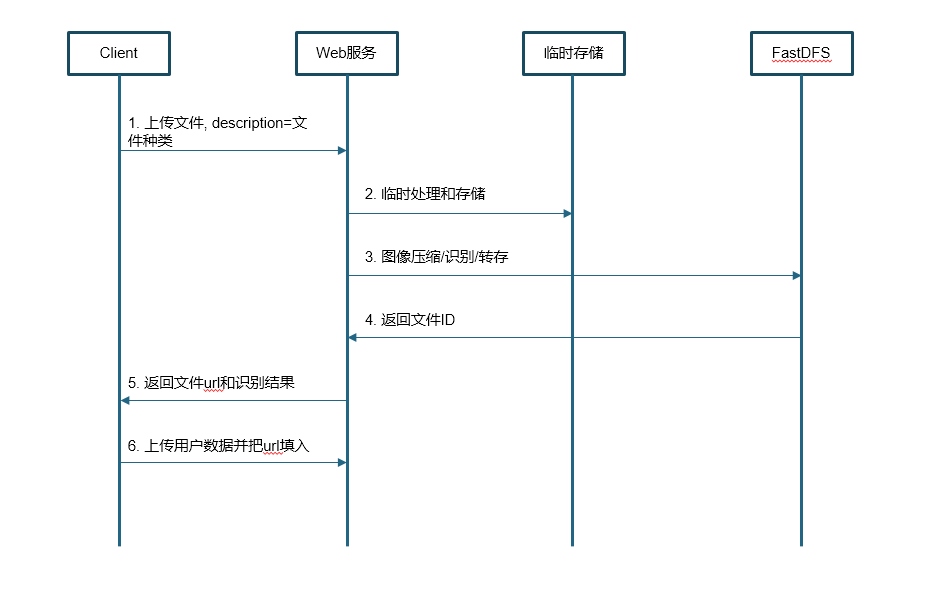 Client
Web服务
临时存储
FastDFS
1. 上传文件, description=文
件种类
2. 临时处理和存储
3. 图像压缩/识别/转存
4. 返回文件ID
5. 返回文件url和识别结果
6. 上传用户数据并把url填入